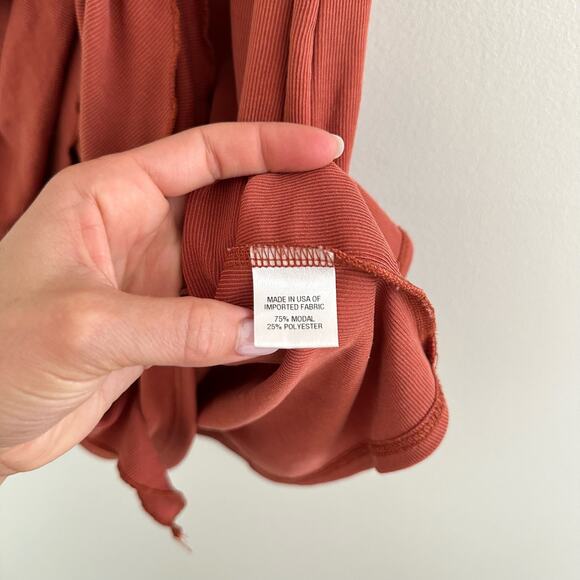 MADE IN USA OF
IMPORTED FABRIC
75% MODAL
25% POLYESTER